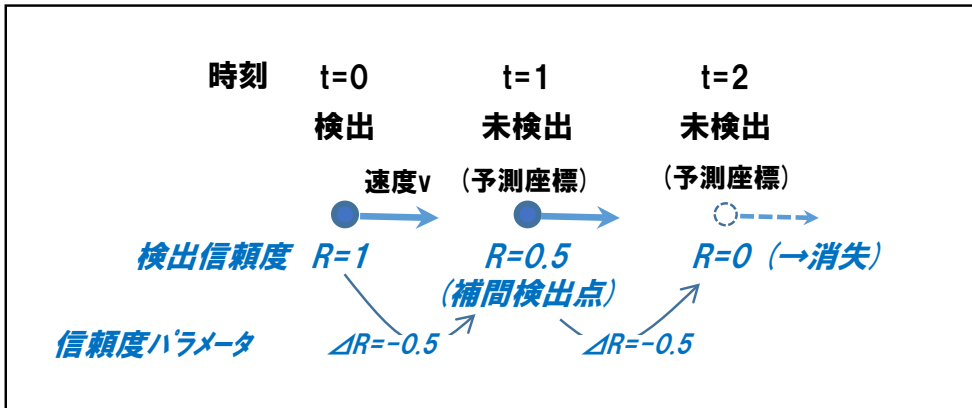 時刻 t=0 t=1 t=2
検出 未検出 未検出
速度v (予測座標) (予測座標)
検出信頼度 R=1 R=0.5 R=0 (→消失)
(補間検出点)
信頼度パラメータ ⊿R=-0.5 ⊿R=-0.5